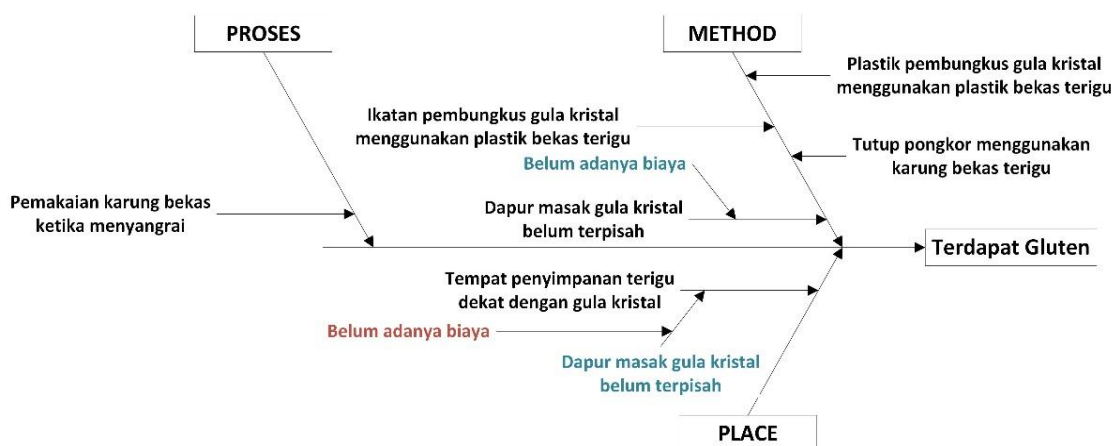 PROSES
METHOD
Plastik pembungkus gula kristal
menggunakan plastik bekas terigu
Ikatan pembungkus gula kristal
menggunakan plastik bekas terigu
Tutup pongkor menggunakan
karung bekas terigu
Belum adanya biaya
Pemakaian karung bekas
ketika menyangrai
Dapur masak gula kristal
belum terpisah
Terdapat Gluten
Tempat penyimpanan terigu
dekat dengan gula kristal
Belum adanya biaya
Dapur masak gula kristal
belum terpisah
PLACE